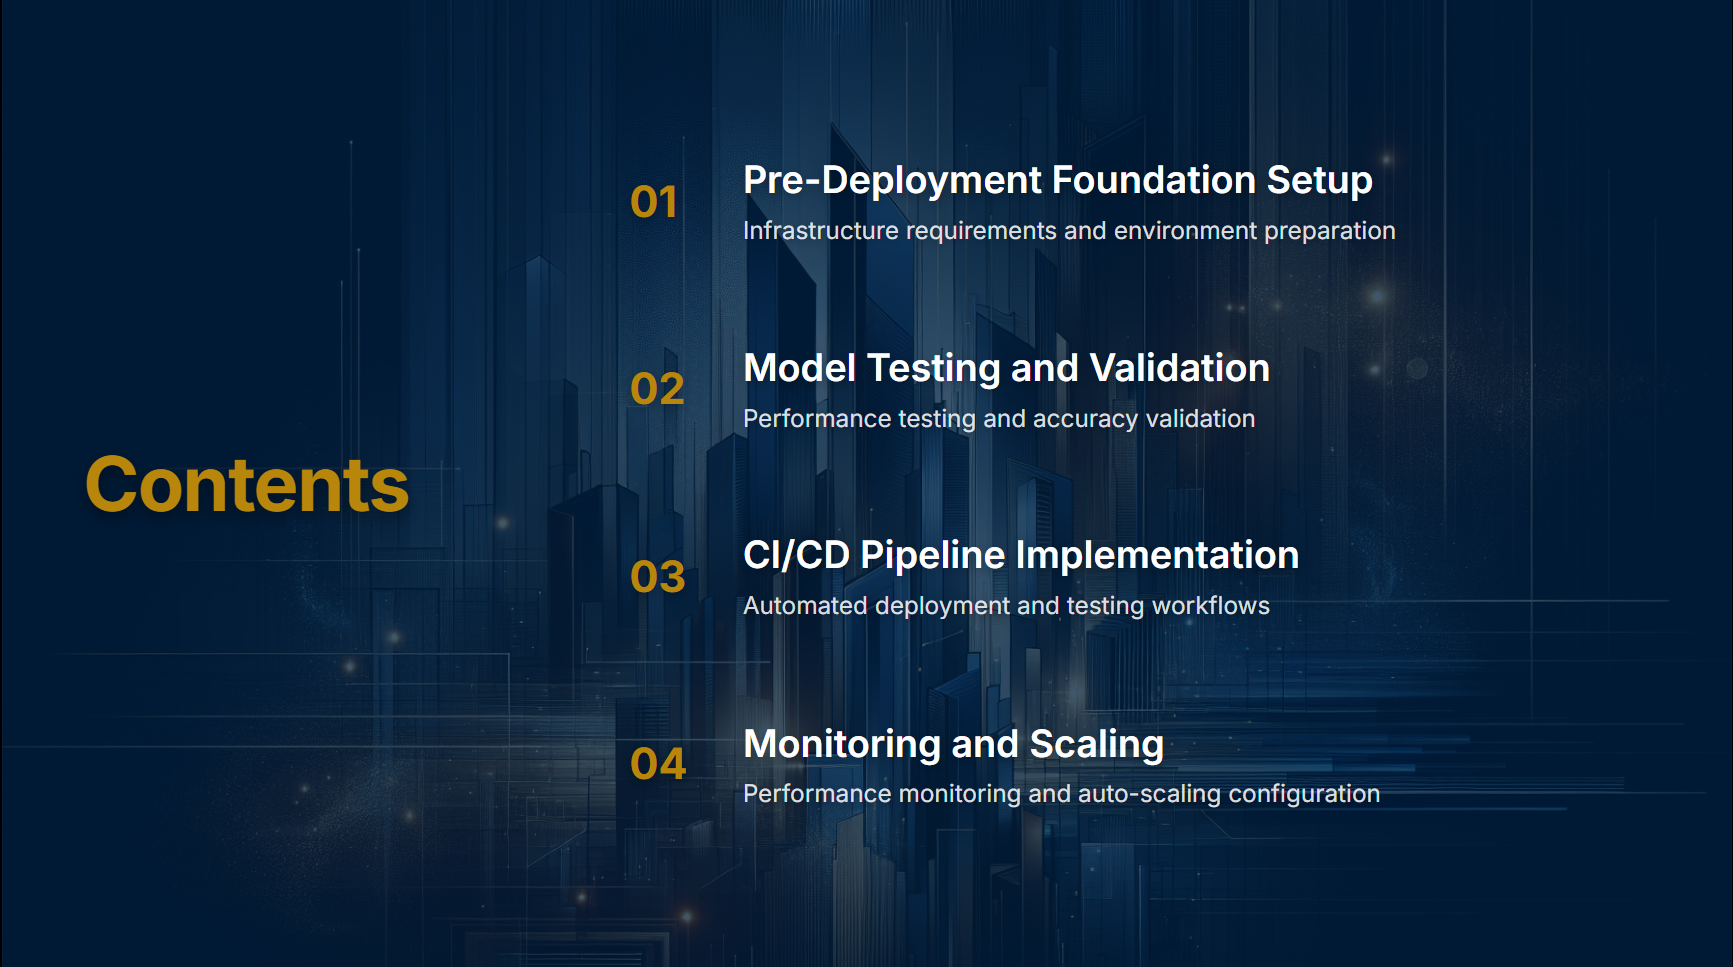 Contents
01
Pre-Deployment Foundation Setup
Infrastructure requirements and environment preparation
02
Model Testing and Validation
Performance testing and accuracy validation
03
CI/CD Pipeline Implementation
Automated deployment and testing workflows
04
Monitoring and Scaling
Performance monitoring and auto-scaling configuration